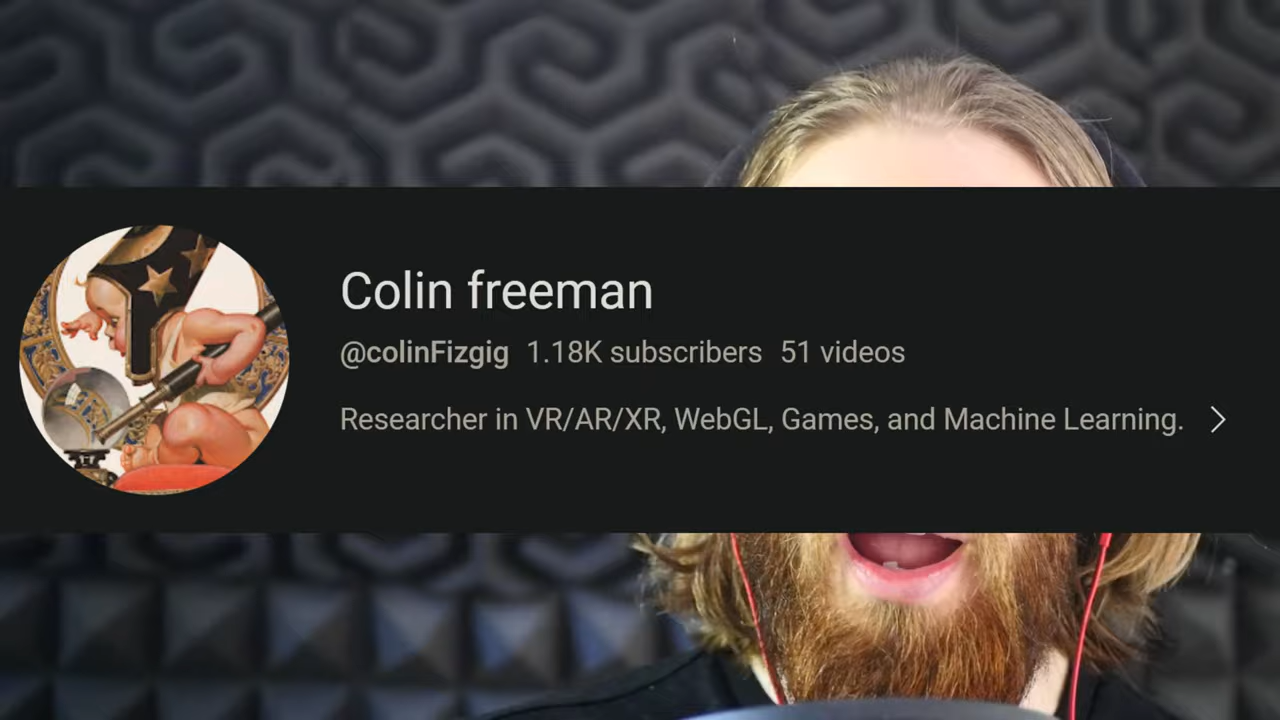 Colin freeman
@colinFizgig 1.18K subscribers 51 videos
Researcher in VR/AR/XR, WebGL, Games, and Machine Learning.